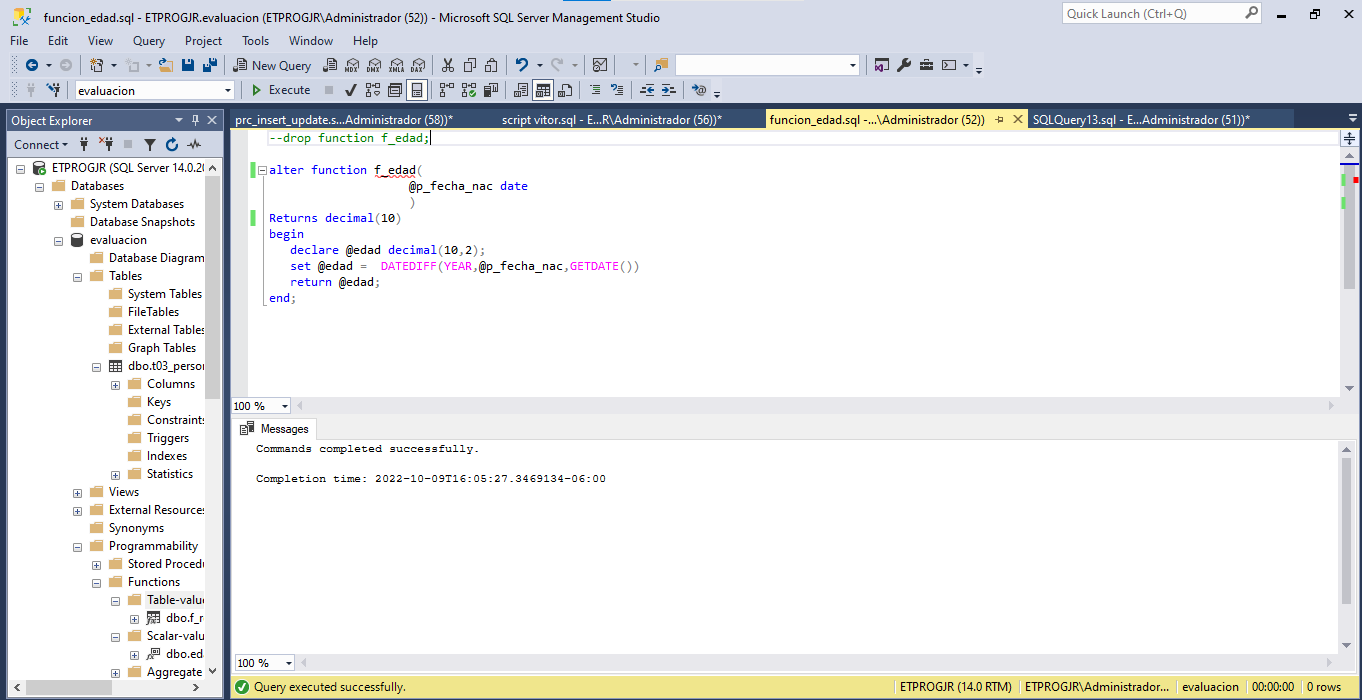 funcion_edad.sql - ETPROGJR.evaluacion (ETPROGJR\Administrador (52)) - Microsoft SQL Server Management Studio
Quick Launch (Ctrl+Q)
File Edit View Query Project Tools Window Help
New Query MDX DMX XMLA DAX
evaluacion Execute
Object Explorer
Connect
ETPROGJR (SQL Server 14.0.20
Databases
System Databases
Database Snapshots
evaluacion
Database Diagram
Tables
System Tables
FileTables
External Tables
Graph Tables
dbo.t03_person
Columns
Keys
Constraints
Triggers
Indexes
Statistics
Views
External Resources
Synonyms
Programmability
Stored Procedu
Functions
Table-value
dbo.f_r
Scalar-valu
dbo.ed
Aggregate
prc_insert_update.s...Administrador (58))* script vitor.sql - E...R\Administrador (56))* funcion_edad.sql -...\Administrador (52)) SQLQuery13.sql - E...Administrador (51))*
--drop function f_edad;
alter function f_edad(
@p_fecha_nac date
)
Returns decimal(10)
begin
declare @edad decimal(10,2);
set @edad =  DATEDIFF(YEAR,@p_fecha_nac,GETDATE())
return @edad;
end;
100 %
Messages
Commands completed successfully.
Completion time: 2022-10-09T16:05:27.3469134-06:00
100 %
Query executed successfully. ETPROGJR (14.0 RTM) ETPROGJR\Administrador... evaluacion 00:00:00 0 rows